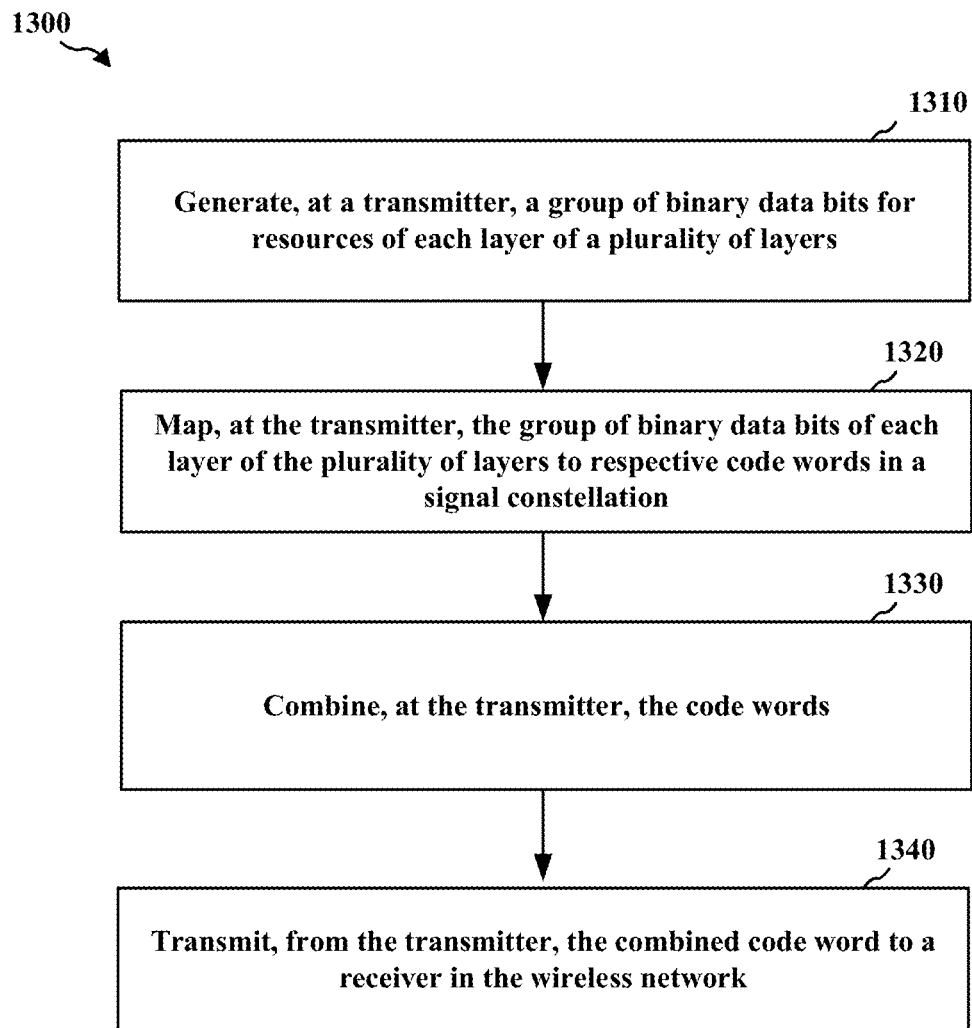 1300
1310
Generate, at a transmitter, a group of binary data bits for
resources of each layer of a plurality of layers
1320
Map, at the transmitter, the group of binary data bits of each
layer of the plurality of layers to respective code words in a
signal constellation
1330
Combine, at the transmitter, the code words
1340
Transmit, from the transmitter, the combined code word to a
receiver in the wireless network